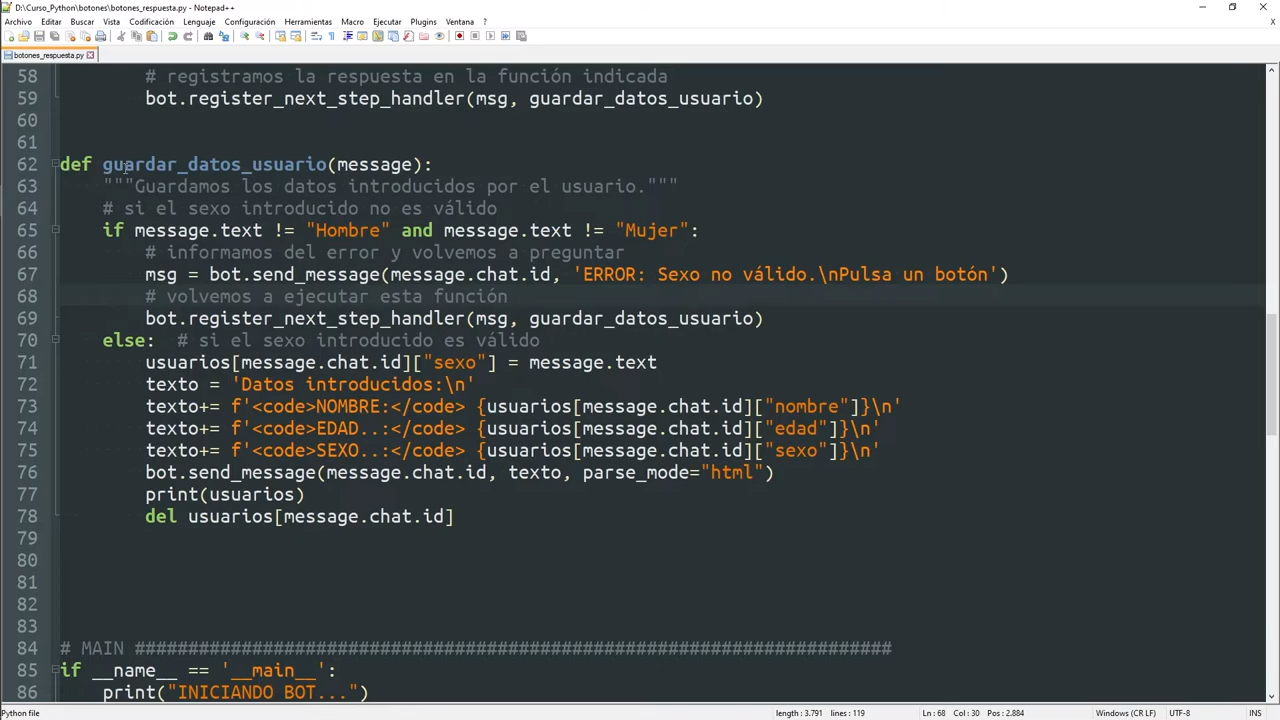 D:\Curso_Python\botones\botones_respuesta.py - Notepad++
Archivo Editar Buscar Vista Codificación Lenguaje Configuración Herramientas Macro Ejecutar Plugins Ventana ?
botones_respuesta.py
58 # registramos la respuesta en la función indicada
59 bot.register_next_step_handler(msg, guardar_datos_usuario)
60
61
62 def guardar_datos_usuario(message):
63 """Guardamos los datos introducidos por el usuario."""
64 # si el sexo introducido no es válido
65 if message.text != "Hombre" and message.text != "Mujer":
66 # informamos del error y volvemos a preguntar
67 msg = bot.send_message(message.chat.id, 'ERROR: Sexo no válido.\nPulsa un botón')
68 # volvemos a ejecutar esta función
69 bot.register_next_step_handler(msg, guardar_datos_usuario)
70 else: # si el sexo introducido es válido
71 usuarios[message.chat.id]["sexo"] = message.text
72 texto = 'Datos introducidos:\n'
73 texto+= f'<code>NOMBRE:</code> {usuarios[message.chat.id]["nombre"]}\n'
74 texto+= f'<code>EDAD..:</code> {usuarios[message.chat.id]["edad"]}\n'
75 texto+= f'<code>SEXO..:</code> {usuarios[message.chat.id]["sexo"]}\n'
76 bot.send_message(message.chat.id, texto, parse_mode="html")
77 print(usuarios)
78 del usuarios[message.chat.id]
79
80
81
82
83
84 # MAIN #######################################################################
85 if __name__ == '__main__':
86 print("INICIANDO BOT...")
Python file length : 3.791 lines : 119 Ln : 68 Col : 30 Pos : 2.884 Windows (CR LF) UTF-8 INS